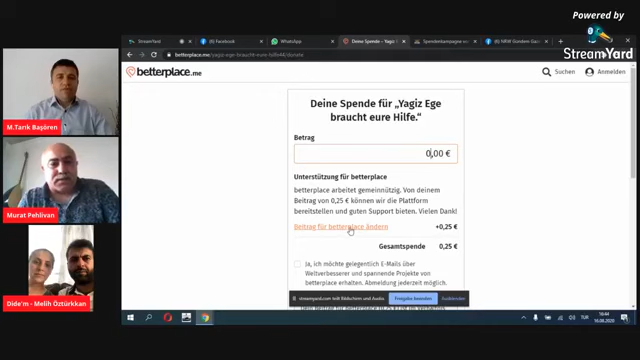 Powered by
StreamYard
M.Tarik Başüren
Murat Pehlivan
Dide'm - Melih Öztürkkan
StreamYard
Facebook
WhatsApp
Deine Spende – „Yagiz
Spendenkampagne
NRW Gündem
betterplace.me/yagiz-ege-braucht-eure-hilfe44/donate
betterplace.me
Suchen
Anmelden
Deine Spende für „Yagiz Ege
braucht eure Hilfe.“
Betrag
0,00 €
Unterstützung für betterplace
betterplace arbeitet gemeinnützig. Von deinem
Beitrag von 0,25 € können wir die Plattform
bereitstellen und guten Support bieten. Vielen Dank!
Beitrag für betterplace ändern
+0,25 €
Gesamtspende
0,25 €
Ja, ich möchte gelegentlich E-Mails über
Weltverbesserer und spannende Projekte von
betterplace erhalten. Abmeldung jederzeit möglich.
streamyard.com teilt Bildschirm und Audio.
Freigabe beenden
Ausblenden
TUR
16:44
16.08.2020